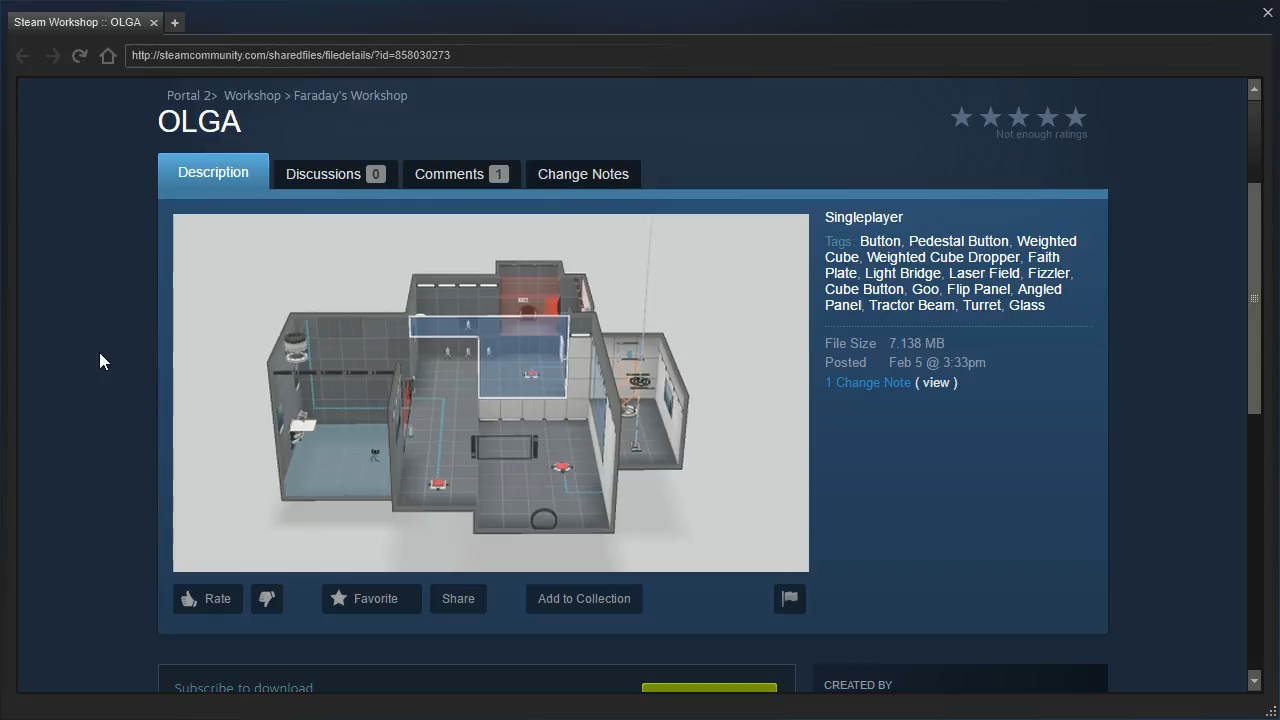 Steam Workshop :: OLGA
http://steamcommunity.com/sharedfiles/filedetails/?id=858030273
Portal 2> Workshop > Faraday's Workshop
OLGA
Not enough ratings
Description
Discussions 0
Comments 1
Change Notes
Singleplayer
Tags: Button, Pedestal Button, Weighted
Cube, Weighted Cube Dropper, Faith
Plate, Light Bridge, Laser Field, Fizzler,
Cube Button, Goo, Flip Panel, Angled
Panel, Tractor Beam, Turret, Glass
File Size 7.138 MB
Posted Feb 5 @ 3:33pm
1 Change Note ( view )
Rate
Favorite
Share
Add to Collection
Subscribe to download
CREATED BY